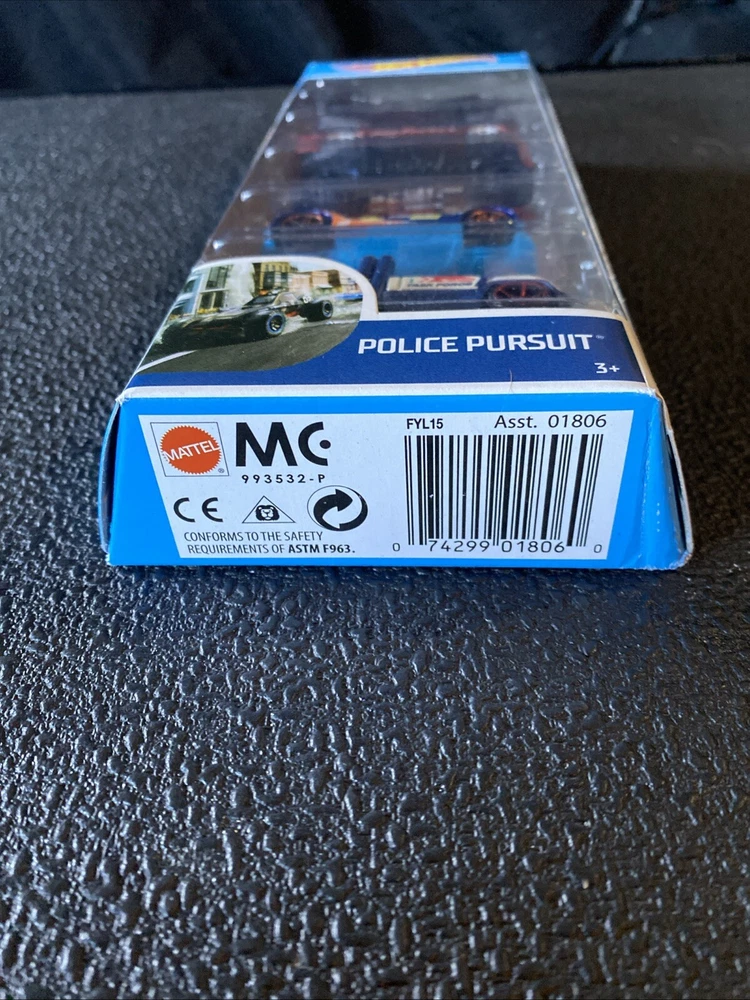 POLICE PURSUIT™
3+
MATTEL ®
MC
993532-P
FYL15 Asst. 01806
CE
CONFORMS TO THE SAFETY
REQUIREMENTS OF ASTM F963.
0 74299 01806 0